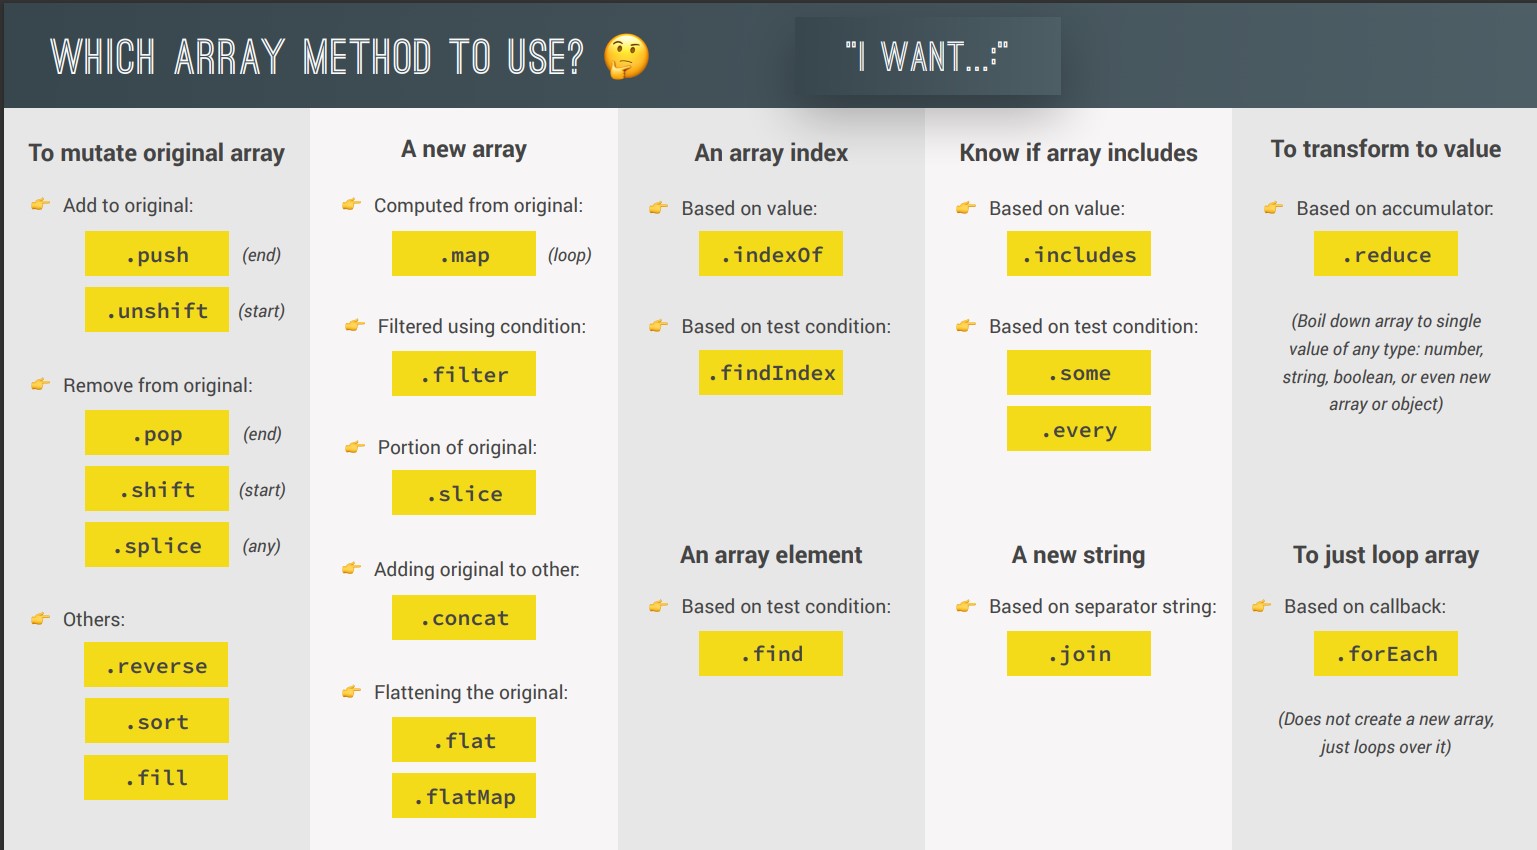 WHICH ARRAY METHOD TO USE? 🤔
"I WANT...:"
To mutate original array
👉 Add to original:
.push (end)
.unshift (start)
👉 Remove from original:
.pop (end)
.shift (start)
.splice (any)
👉 Others:
.reverse
.sort
.fill
A new array
👉 Computed from original:
.map (loop)
👉 Filtered using condition:
.filter
👉 Portion of original:
.slice
👉 Adding original to other:
.concat
👉 Flattening the original:
.flat
.flatMap
An array index
👉 Based on value:
.indexOf
👉 Based on test condition:
.findIndex
An array element
👉 Based on test condition:
.find
Know if array includes
👉 Based on value:
.includes
👉 Based on test condition:
.some
.every
A new string
👉 Based on separator string:
.join
To transform to value
👉 Based on accumulator:
.reduce
(Boil down array to single
value of any type: number,
string, boolean, or even new
array or object)
To just loop array
👉 Based on callback:
.forEach
(Does not create a new array,
just loops over it)